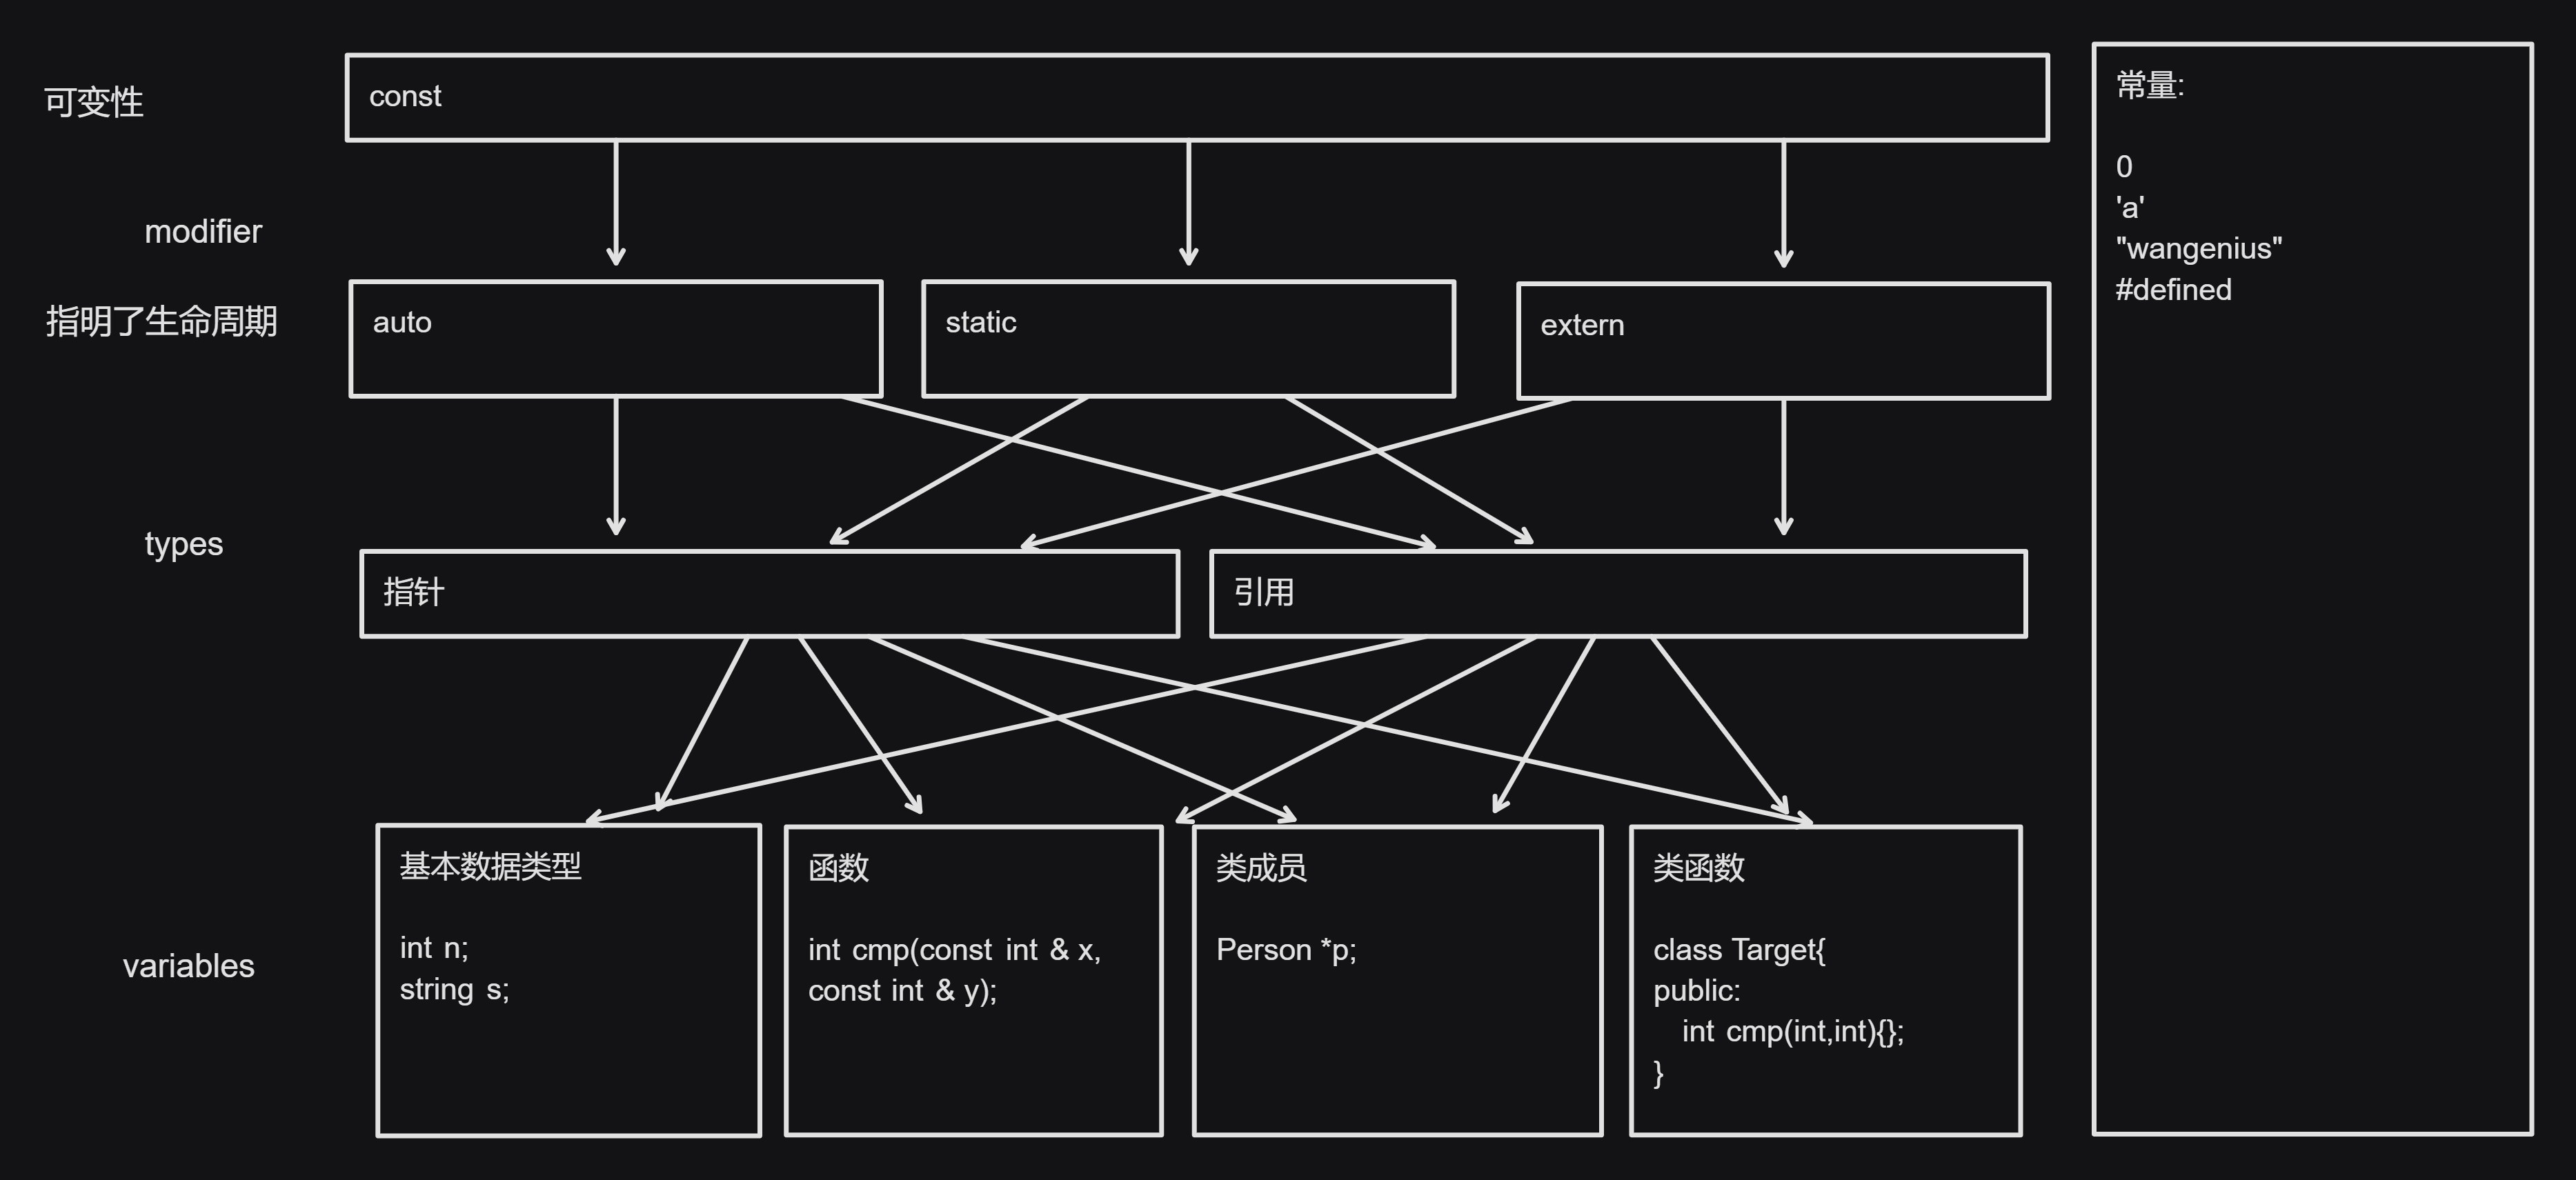 可变性
const
modifier
指明了生命周期
auto
static
extern
types
指针
引用
variables
基本数据类型
int n;
string s;
函数
int cmp(const int & x,
const int & y);
类成员
Person *p;
类函数
class Target{
public:
int cmp(int,int){};
}
常量:
0
'a'
"wangenius"
#defined